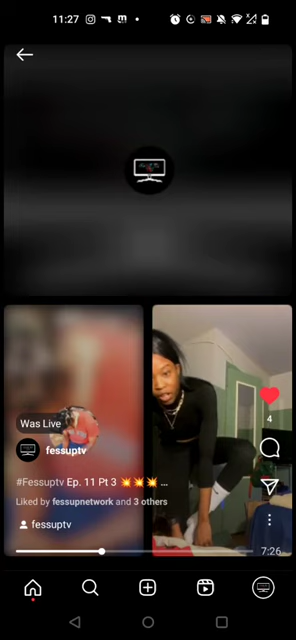 11:27
Was Live
fessuptv
#Fessuptv Ep. 11 Pt 3 💥💥💥 ...
Liked by fessupnetwork and 3 others
fessuptv
4
7:26